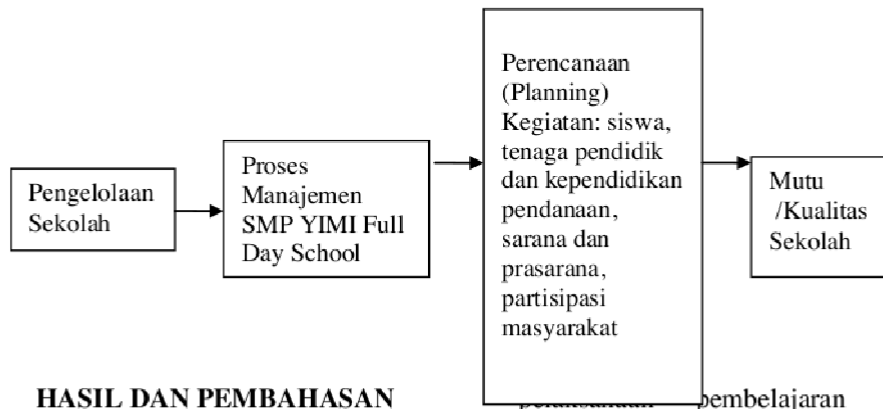 Pengelolaan
Sekolah
Proses
Manajemen
SMP YIMI Full
Day School
Perencanaan
(Planning)
Kegiatan: siswa,
tenaga pendidik
dan kependidikan
pendanaan,
sarana dan
prasarana,
partisipasi
masyarakat
Mutu
/Kualitas
Sekolah
HASIL DAN PEMBAHASAN
pembelajaran